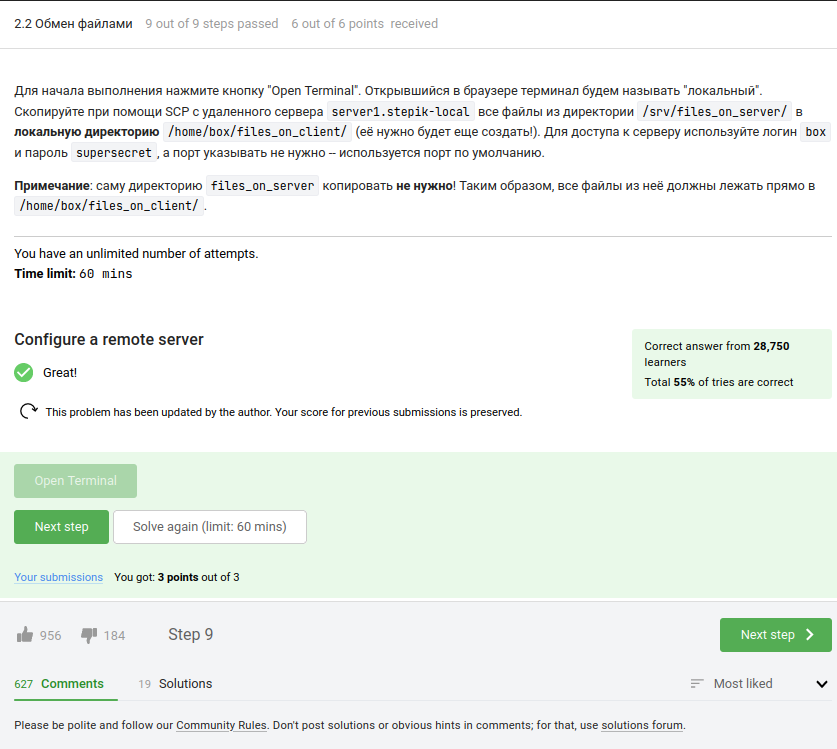 2.2 Обмен файлами 9 out of 9 steps passed 6 out of 6 points received
Для начала выполнения нажмите кнопку "Open Terminal". Открывшийся в браузере терминал будем называть "локальный".
Скопируйте при помощи SCP с удаленного сервера server1.stepik-local все файлы из директории /srv/files_on_server/ в
локальную директорию /home/box/files_on_client/ (её нужно будет еще создать!). Для доступа к серверу используйте логин box
и пароль supersecret, а порт указывать не нужно – используется порт по умолчанию.
Примечание: саму директорию files_on_server копировать не нужно! Таким образом, все файлы из неё должны лежать прямо в
/home/box/files_on_client/.
You have an unlimited number of attempts.
Time limit: 60 mins
Configure a remote server
Great!
This problem has been updated by the author. Your score for previous submissions is preserved.
Correct answer from 28,750
learners
Total 55% of tries are correct
Open Terminal
Next step Solve again (limit: 60 mins)
Your submissions You got: 3 points out of 3
956 184 Step 9 Next step
627 Comments 19 Solutions Most liked
Please be polite and follow our Community Rules. Don't post solutions or obvious hints in comments; for that, use solutions forum.